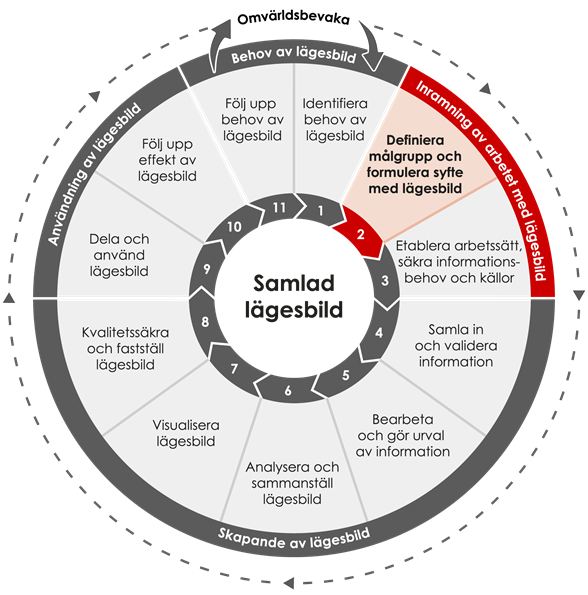 Omvärldsbevaka
Behov av lägesbild
Inramning av arbetet med lägesbild
Skapande av lägesbild
Användning av lägesbild
Samlad
lägesbild
1
Identifiera
behov av
lägesbild
2
Definiera
målgrupp och
formulera syfte
med lägesbild
3
Etablera arbetssätt,
säkra informations-
behov och källor
4
Samla in
och validera
information
5
Bearbeta
och gör urval
av information
6
Analysera och
sammanställ
lägesbild
7
Visualisera
lägesbild
8
Kvalitetssäkra
och fastställ
lägesbild
9
Dela och
använd
lägesbild
10
Följ upp
effekt av
lägesbild
11
Följ upp
behov av
lägesbild